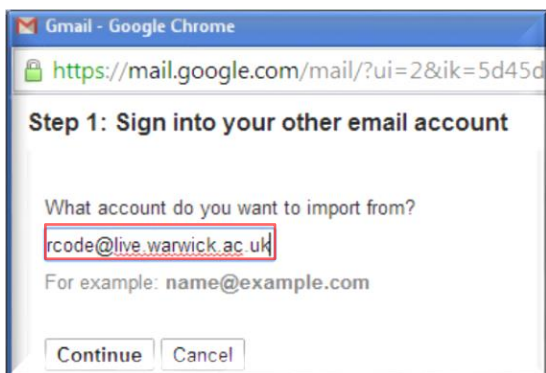 Gmail - Google Chrome
https://mail.google.com/mail/?ui=2&ik=5d45d
Step 1: Sign into your other email account
What account do you want to import from?
rcode@live.warwick.ac.uk
For example: name@example.com
Continue Cancel